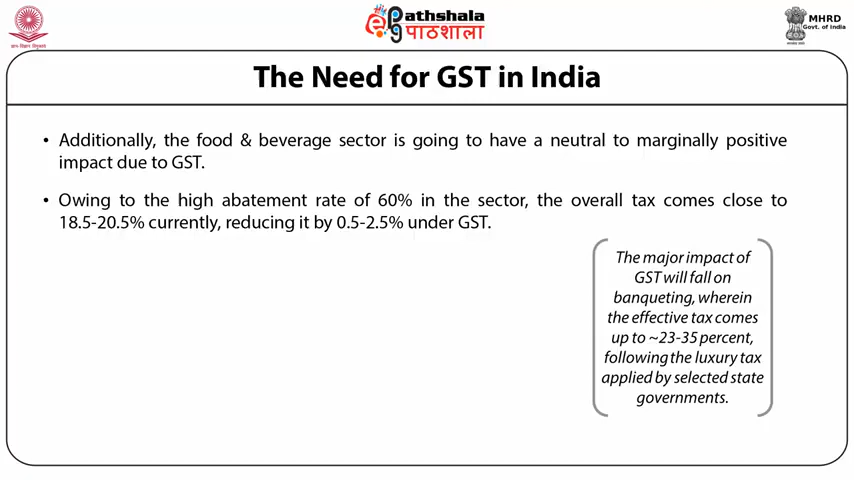 Pathshala
पाठशाला
MHRD
Govt. of India
The Need for GST in India
• Additionally, the food & beverage sector is going to have a neutral to marginally positive
impact due to GST.
• Owing to the high abatement rate of 60% in the sector, the overall tax comes close to
18.5-20.5% currently, reducing it by 0.5-2.5% under GST.
The major impact of
GST will fall on
banqueting, wherein
the effective tax comes
up to ~23-35 percent,
following the luxury tax
applied by selected state
governments.